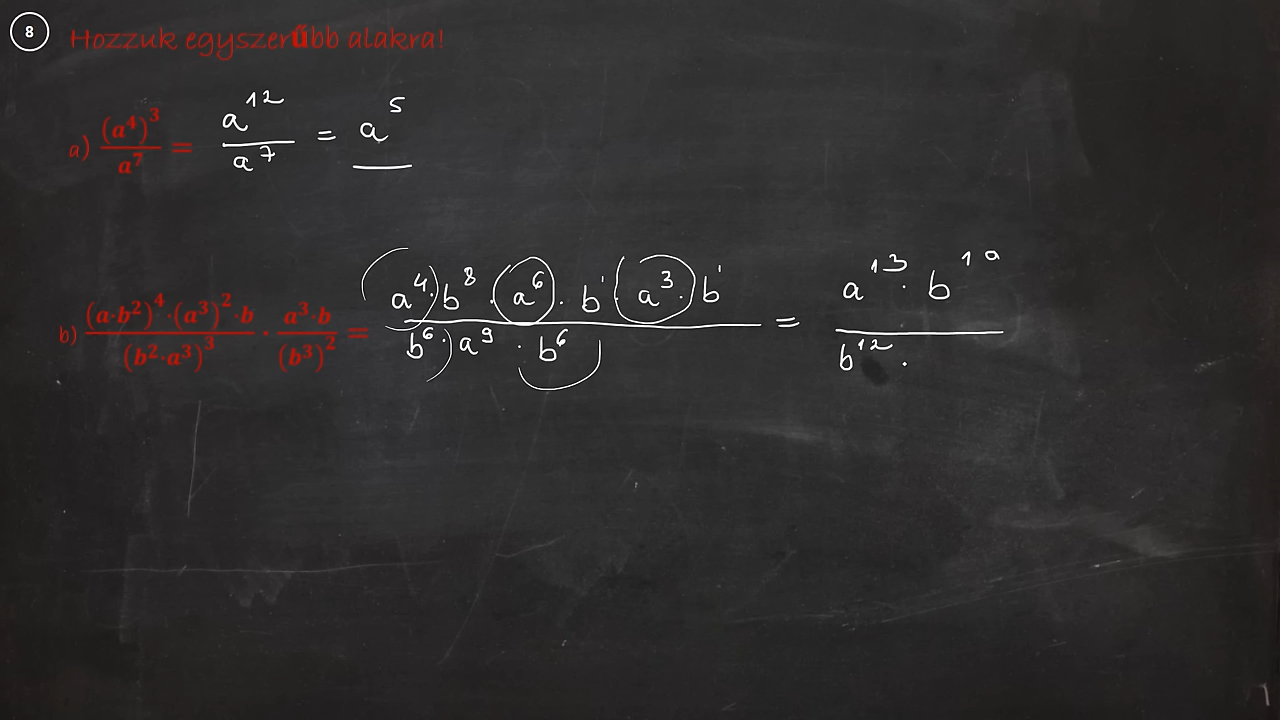 8
Hozzuk egyszerűbb alakra!
a) (a⁴)³/a⁷ = a¹²/a⁷ = a⁵
b) (a·b²)⁴·(a³)²·b/(b²·a³)³ · a³·b/(b³)² = a⁴·b⁸·a⁶·b¹·a³·b¹/b⁶·a⁹·b⁶ = a¹³·b¹⁰/b¹²·